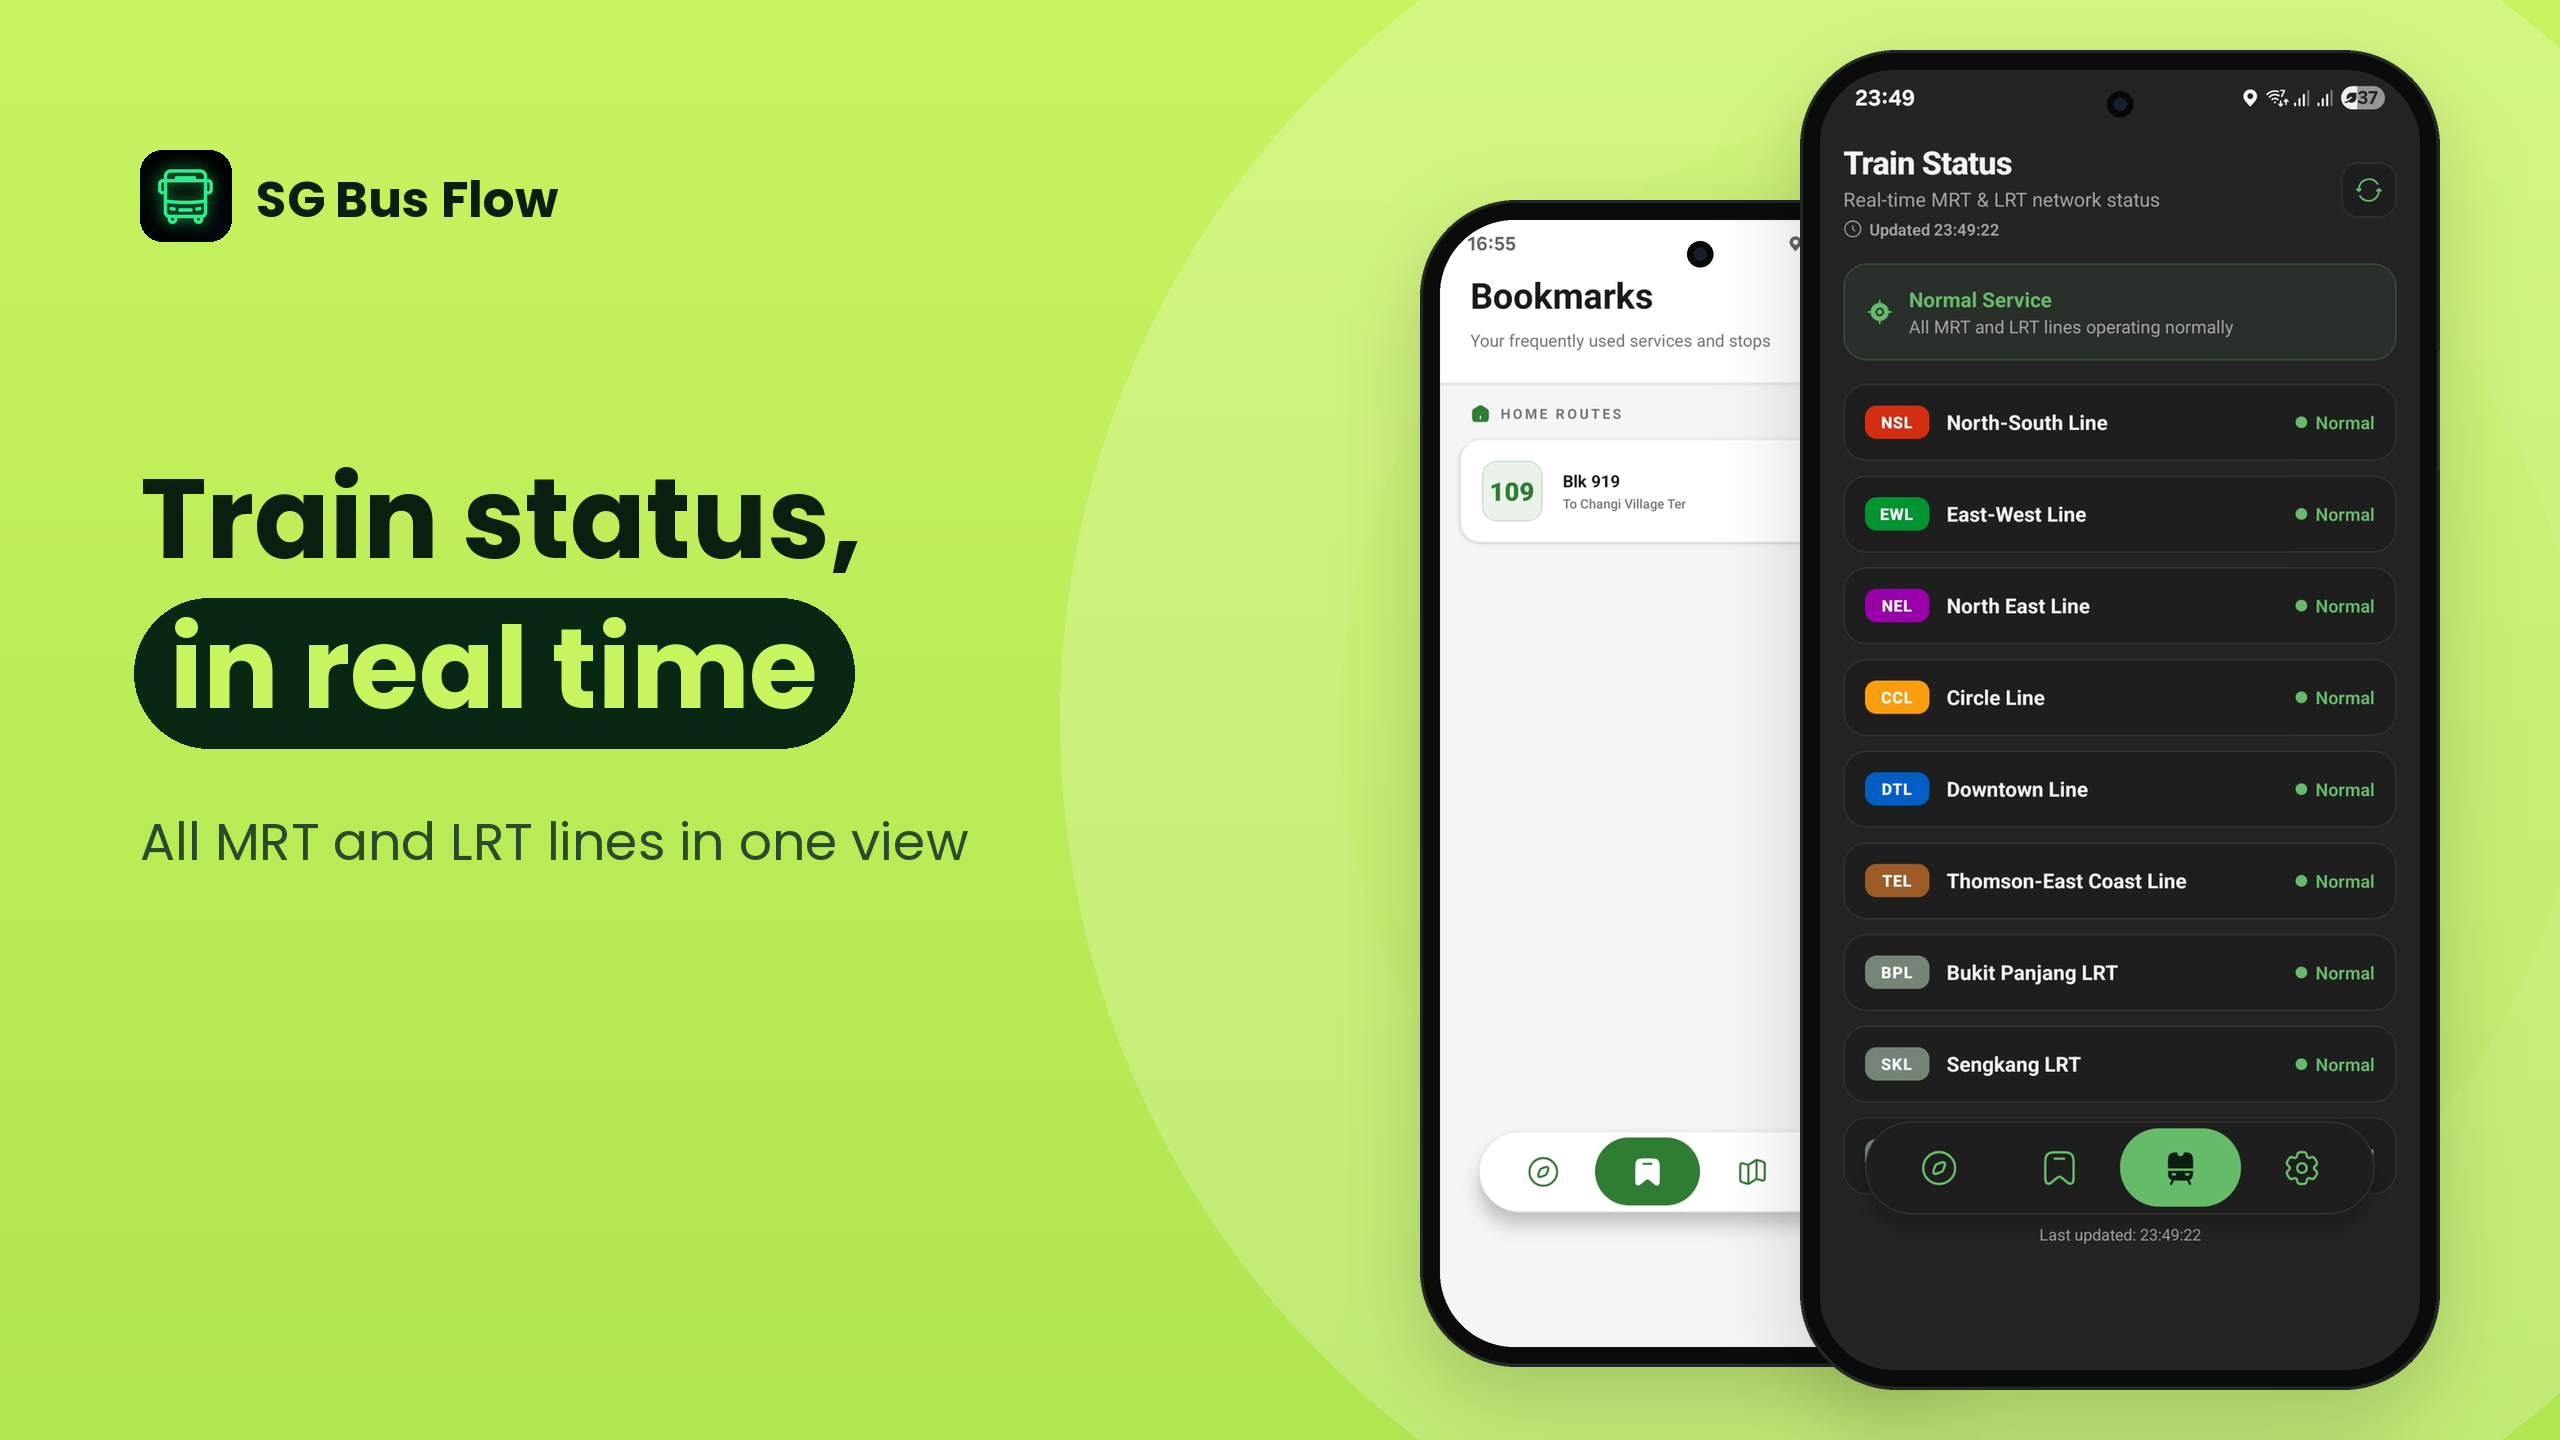 SG Bus Flow
Train status,
in real time
All MRT and LRT lines in one view
16:55
Bookmarks
Your frequently used services and stops
HOME ROUTES
109
Blk 919
To Changi Village Ter
23:49
37
Train Status
Real-time MRT & LRT network status
Updated 23:49:22
Normal Service
All MRT and LRT lines operating normally
NSL North-South Line Normal
EWL East-West Line Normal
NEL North East Line Normal
CCL Circle Line Normal
DTL Downtown Line Normal
TEL Thomson-East Coast Line Normal
BPL Bukit Panjang LRT Normal
SKL Sengkang LRT Normal
Last updated: 23:49:22